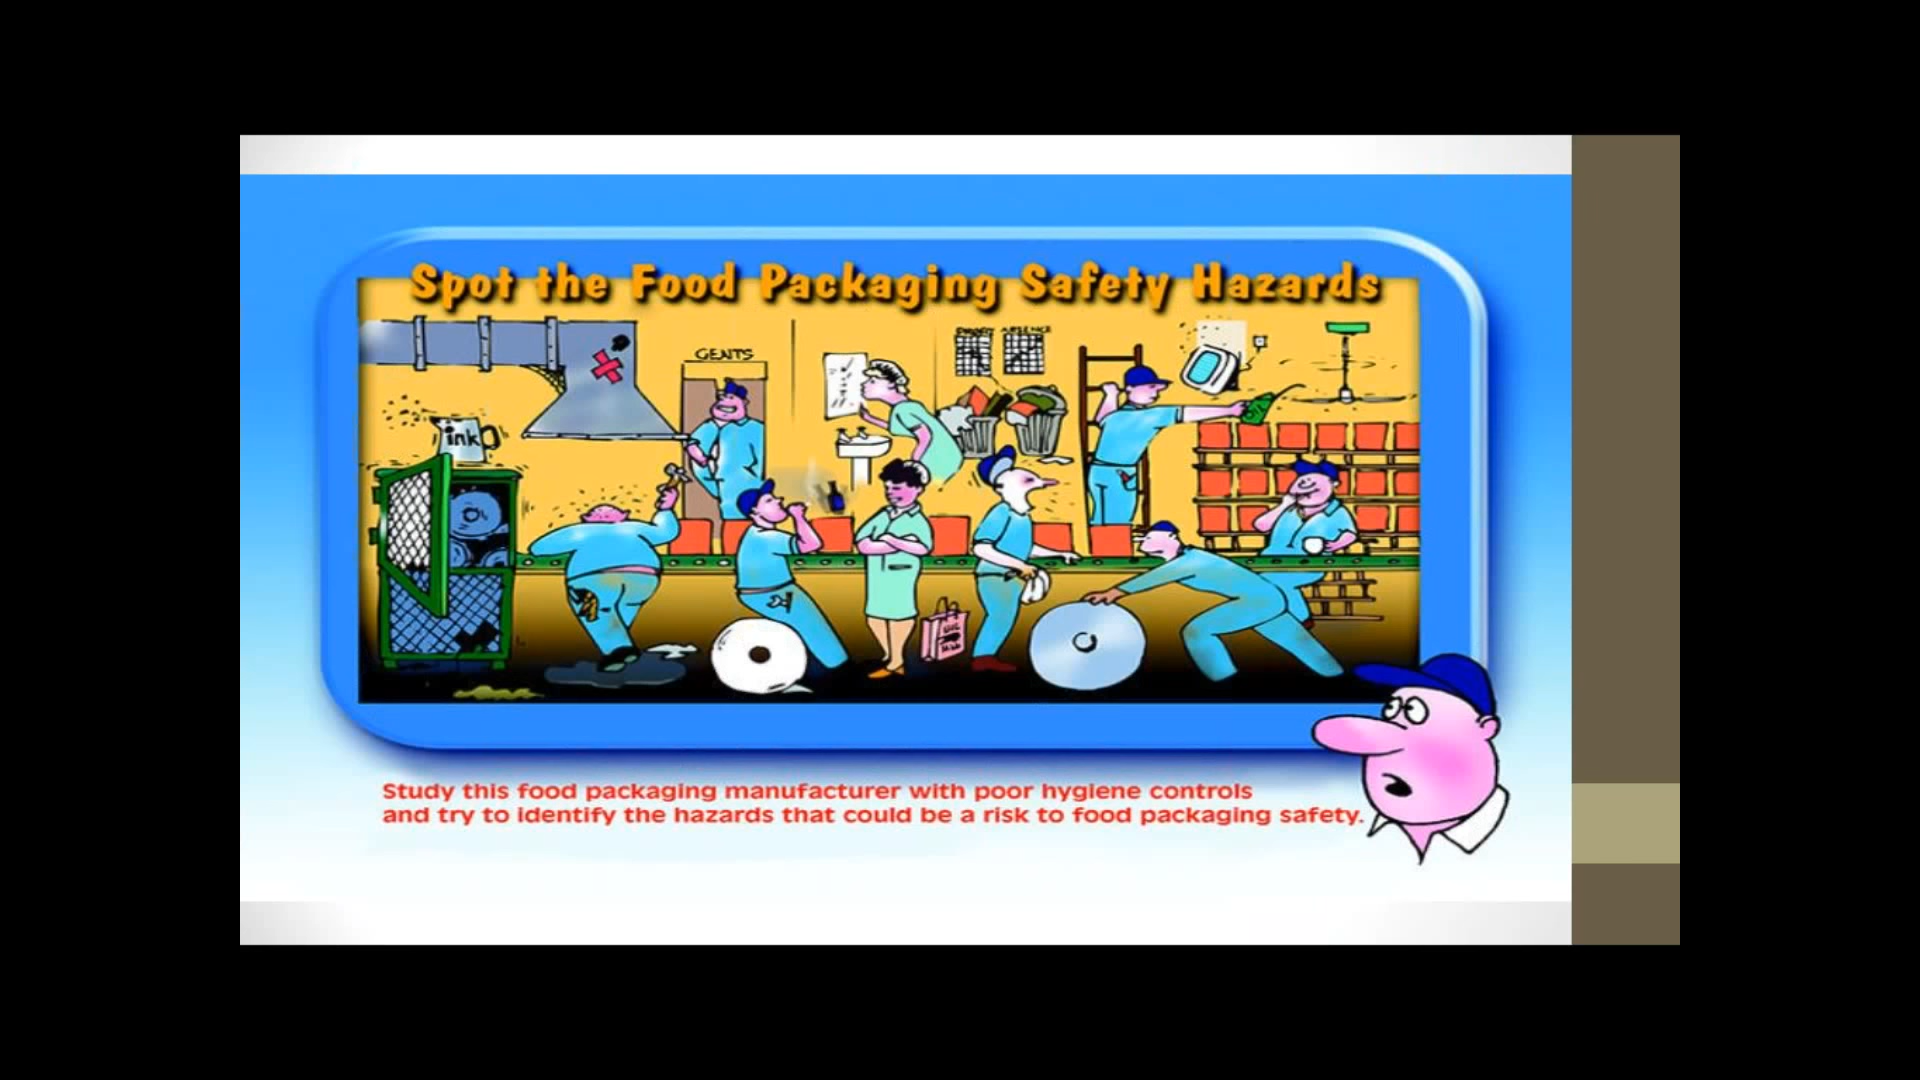 Spot the Food Packaging Safety Hazards
GENTS
ABSENCE
ink
Study this food packaging manufacturer with poor hygiene controls
and try to identify the hazards that could be a risk to food packaging safety.